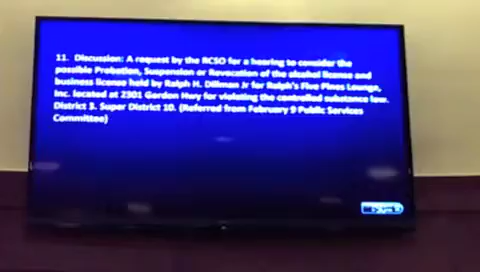 11. Discussion: A request by the RCSO for a hearing to consider the
possible Probation, Suspension or Revocation of the alcohol license and
business license held by Ralph H. Dillman Jr for Ralph's Five Pines Lounge,
Inc. located at 2301 Gordon Hwy for violating the controlled substance law.
District 3. Super District 10. (Referred from February 9 Public Services
Committee)